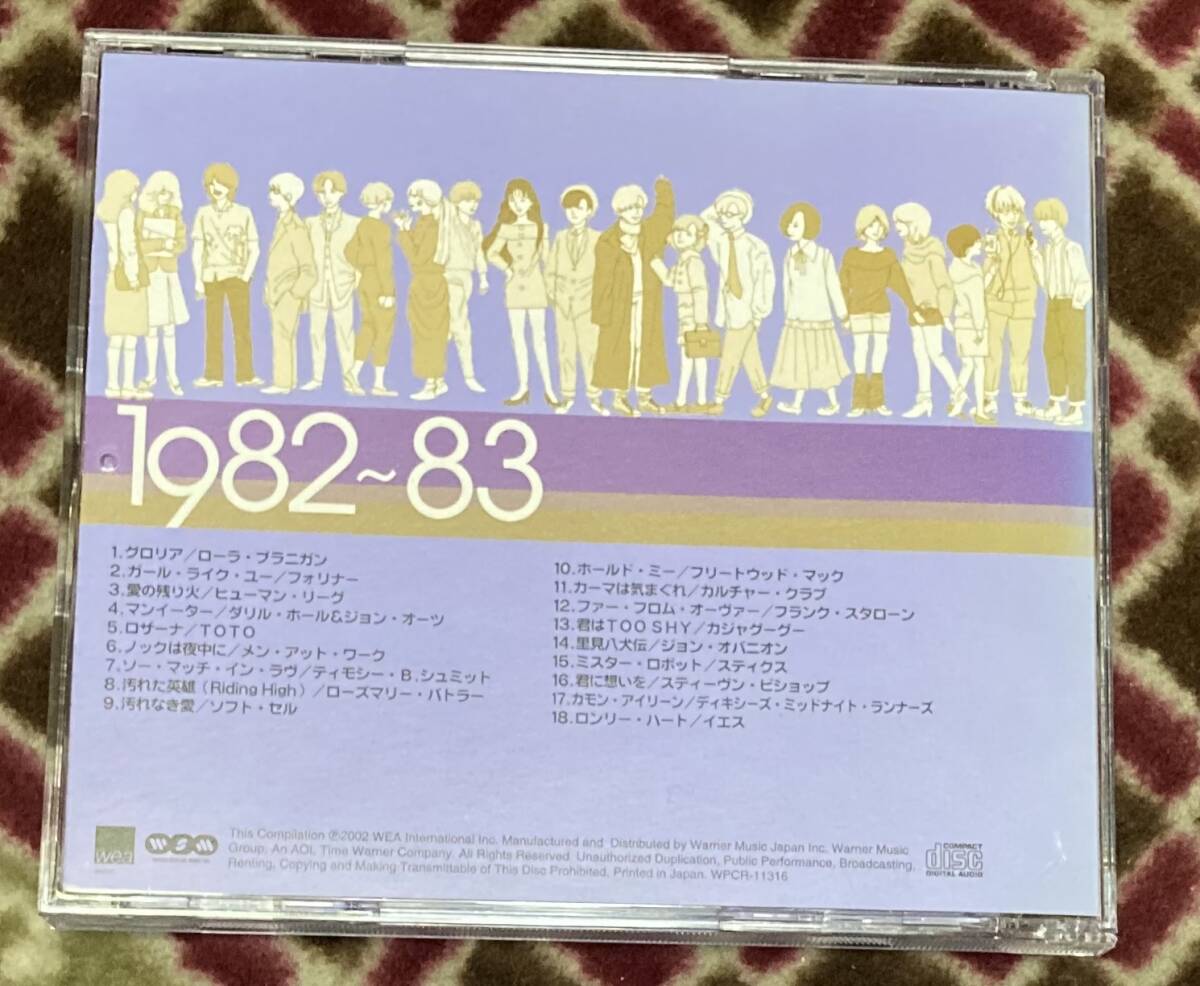 1982~83
1.グロリア／ローラ・ブラニガン
2.ガール・ライク・ユー／フォリナー
3.愛の残り火／ヒューマン・リーグ
4.マンイーター／ダリル・ホール&ジョン・オーツ
5.ロザーナ／TOTO
6.ノックは夜中に／メン・アット・ワーク
7.ソー・マッチ・イン・ラヴ／ティモシー・B.シュミット
8.汚れた英雄（Riding High）／ローズマリー・バトラー
9.汚れなき愛／ソフト・セル
10.ホールド・ミー／フリートウッド・マック
11.カーマは気まぐれ／カルチャー・クラブ
12.ファー・フロム・オーヴァー／フランク・スタローン
13.君はTOO SHY／カジャグーグー
14.里見八犬伝／ジョン・オバニオン
15.ミスター・ロボット／スティクス
16.君に想いを／スティーヴン・ビショップ
17.カモン・アイリーン／ディキシーズ・ミッドナイト・ランナーズ
18.ロンリー・ハート／イエス
wea
This Compilation ℗2002 WEA International Inc. Manufactured and Distributed by Warner Music Japan Inc. Warner Music
Group, An AOL Time Warner Company. All Rights Reserved. Unauthorized Duplication, Public Performance, Broadcasting,
Renting, Copying and Making Transmittable of This Disc Prohibited. Printed in Japan. WPCR-11316
COMPACT
disc
DIGITAL AUDIO